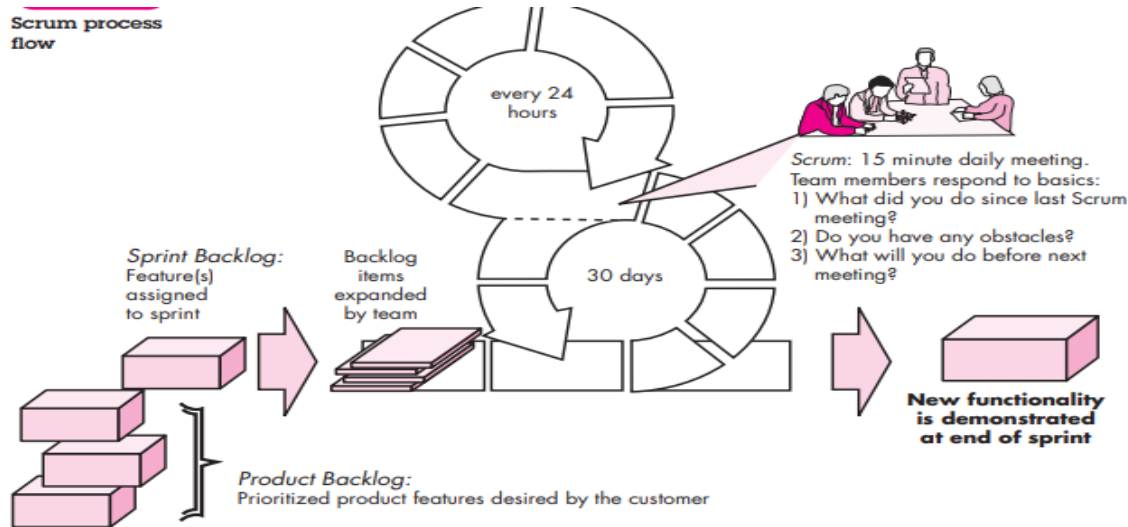 Scrum process
flow
every 24
hours
Scrum: 15 minute daily meeting.
Team members respond to basics:
1) What did you do since last Scrum
meeting?
2) Do you have any obstacles?
3) What will you do before next
meeting?
Sprint Backlog:
Feature(s)
assigned
to sprint
Backlog
items
expanded
by team
30 days
New functionality
is demonstrated
at end of sprint
Product Backlog:
Prioritized product features desired by the customer